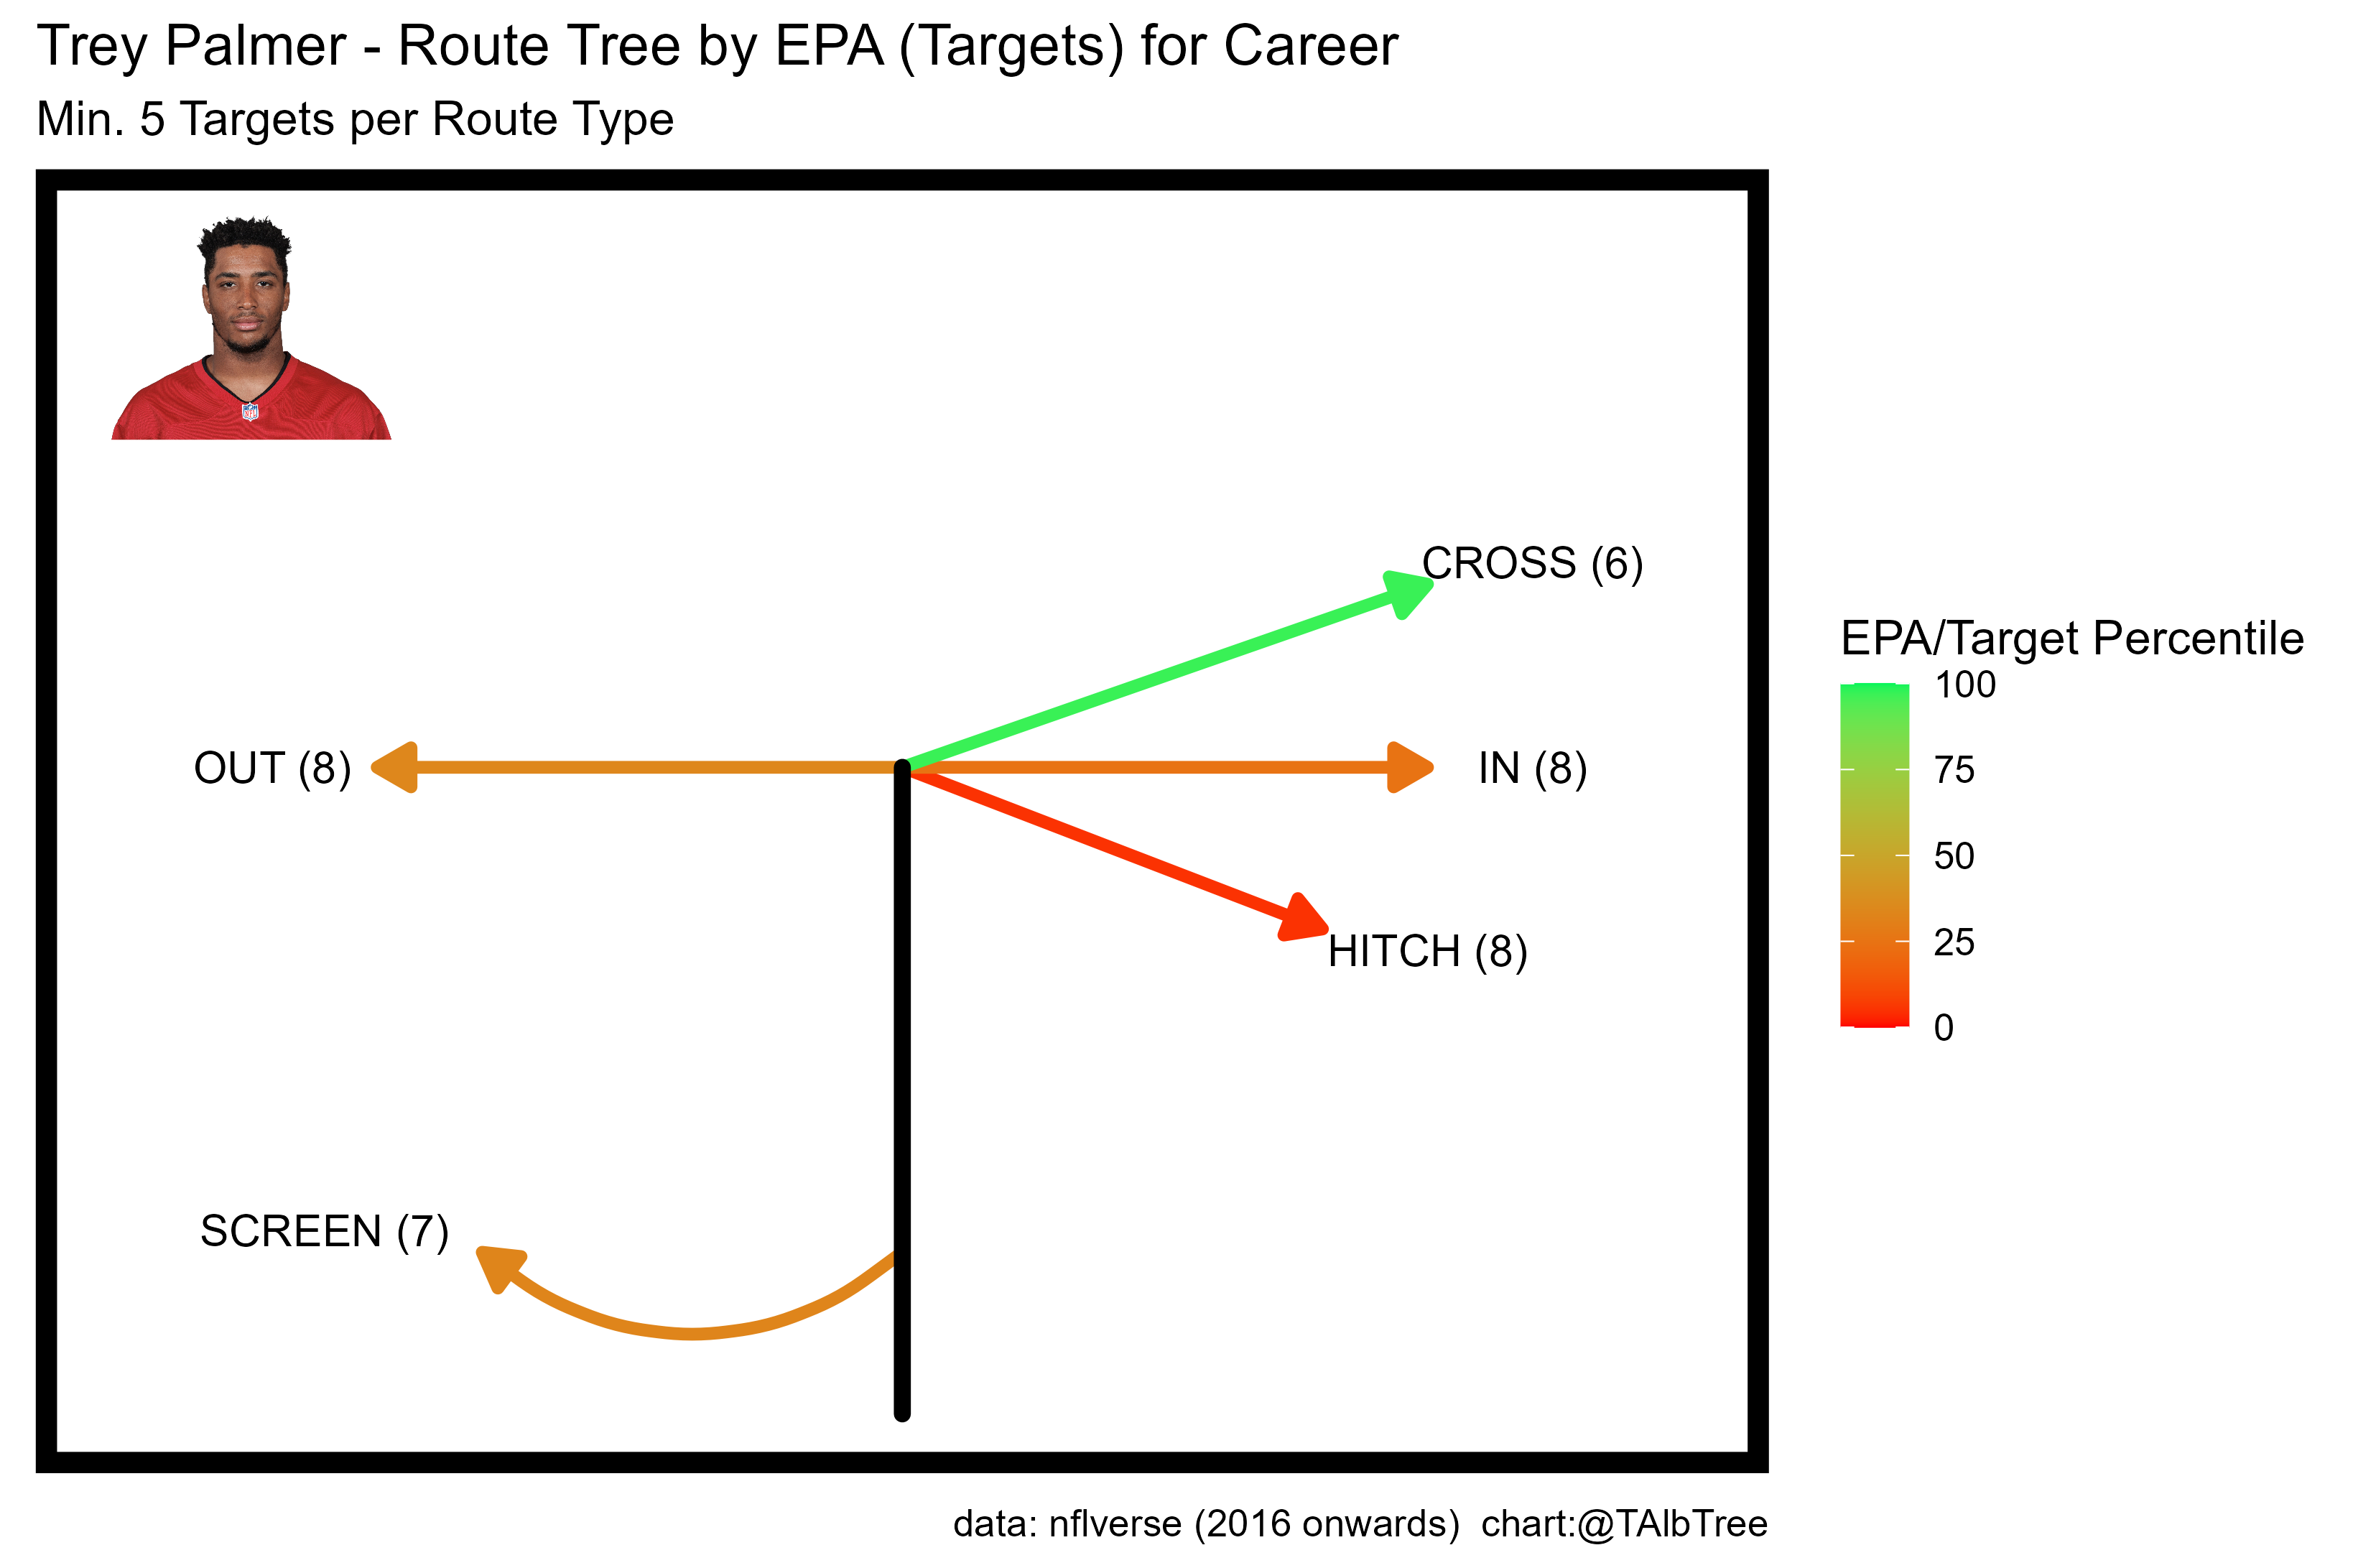 Trey Palmer - Route Tree by EPA (Targets) for Career
Min. 5 Targets per Route Type
CROSS (6)
OUT (8)
IN (8)
HITCH (8)
SCREEN (7)
EPA/Target Percentile
100
75
50
25
0
data: nflverse (2016 onwards)  chart:@TAlbTree